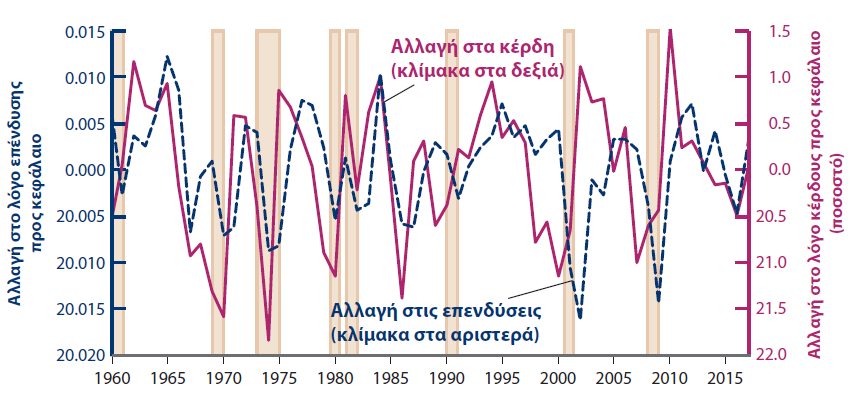 Αλλαγή στο λόγο επένδυσης
προς κεφάλαιο
0.015
0.010
0.005
0.000
20.005
20.010
20.015
20.020
Αλλαγή στα κέρδη
(κλίμακα στα δεξιά)
Αλλαγή στις επενδύσεις
(κλίμακα στα αριστερά)
1.5
1.0
0.5
0.0
20.5
21.0
21.5
22.0
Αλλαγή στο λόγο κέρδους προς κεφάλαιο
(ποσοστό)
1960 1965 1970 1975 1980 1985 1990 1995 2000 2005 2010 2015